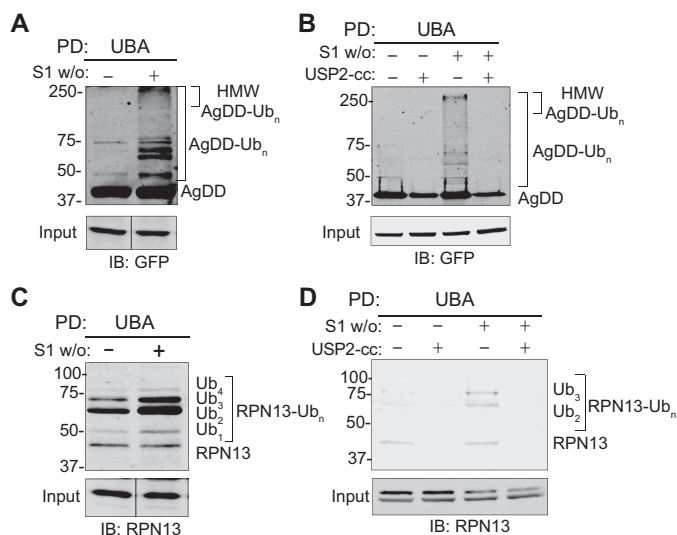 A
PD: UBA
S1 w/o: – +
250-
75-
50-
37-
HMW
AgDD-Ubn
AgDD-Ubn
AgDD
Input
IB: GFP
B
PD: UBA
S1 w/o: – – + +
USP2-cc: – + – +
250-
75-
50-
37-
HMW
AgDD-Ubn
AgDD-Ubn
AgDD
Input
IB: GFP
C
PD: UBA
S1 w/o: – +
100-
75-
50-
37-
Ub4
Ub3
Ub2
Ub1
RPN13-Ubn
RPN13
Input
IB: RPN13
D
PD: UBA
S1 w/o: – – + +
USP2-cc: – + – +
100-
75-
50-
37-
Ub3
Ub2
RPN13-Ubn
RPN13
Input
IB: RPN13